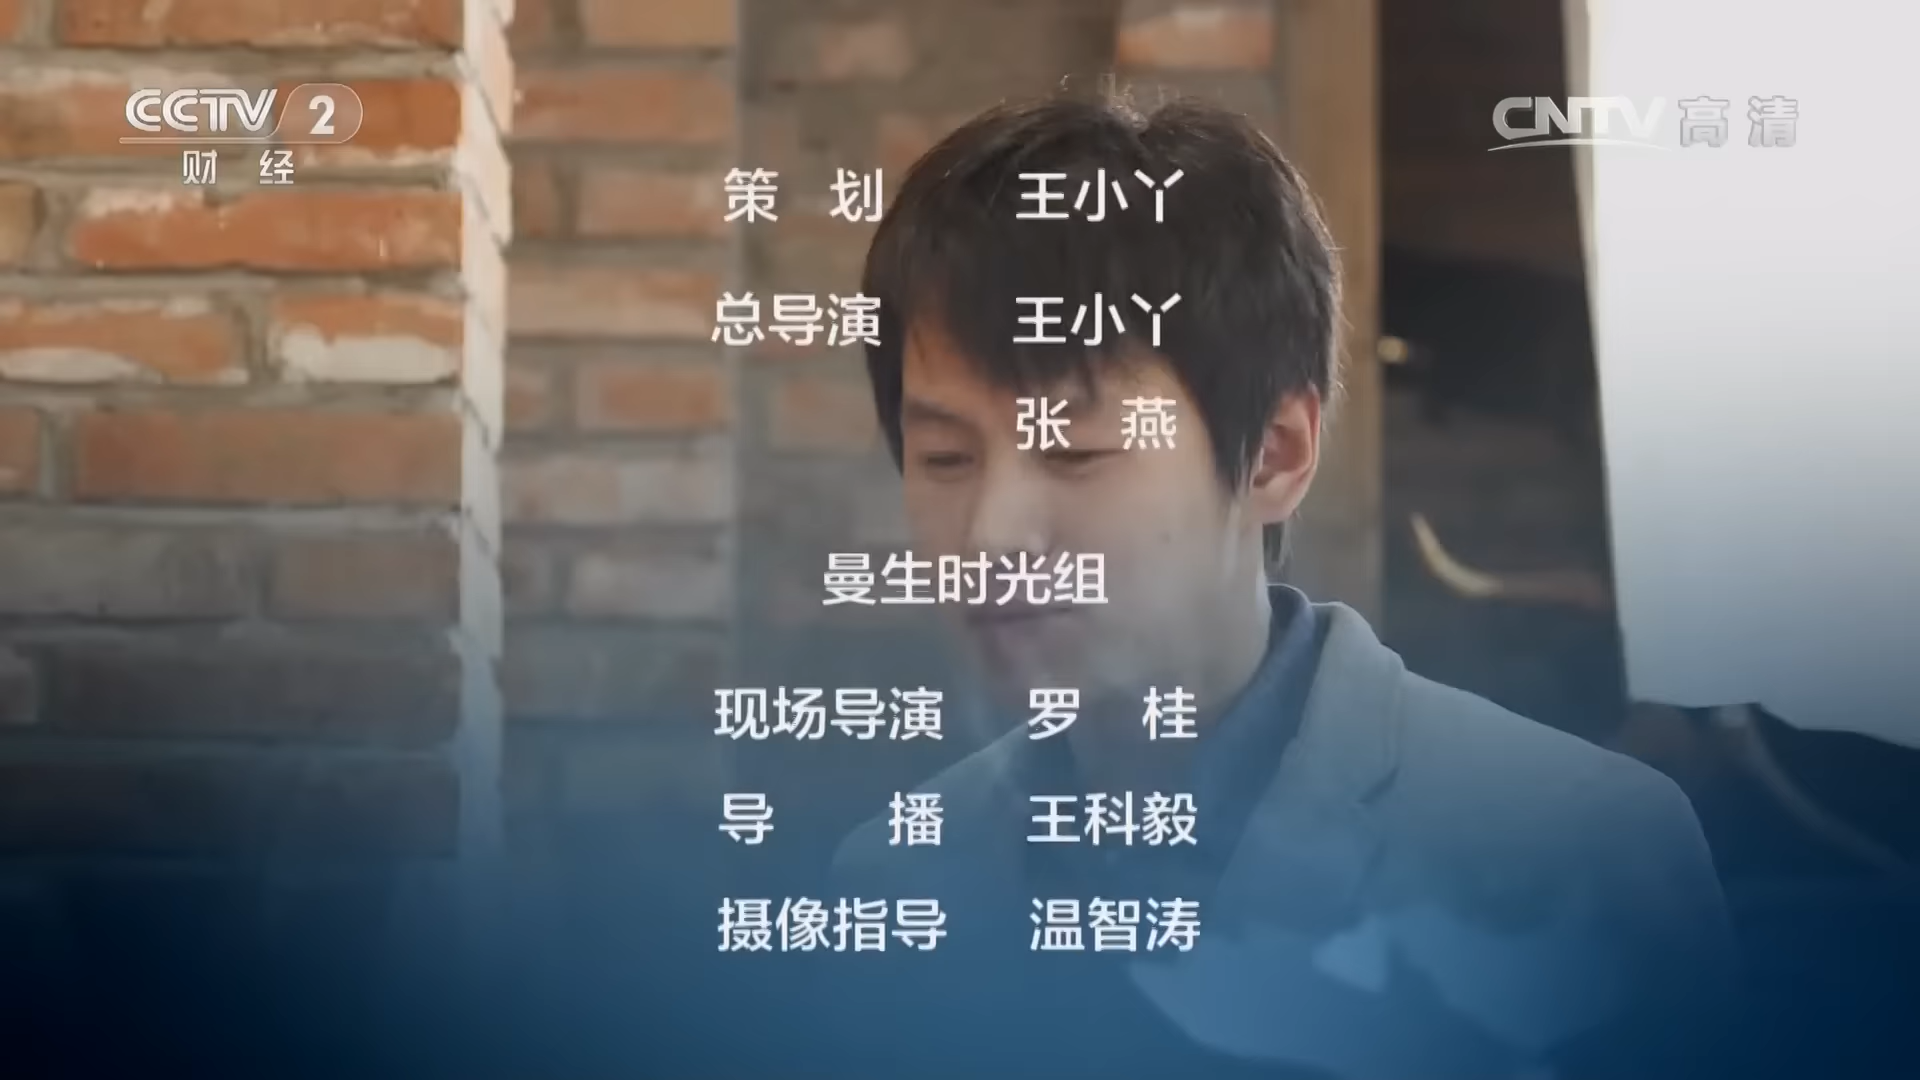 CCTV 2
财 经
CNTV 高清
策 划 王小丫
总导演 王小丫
张 燕
曼生时光组
现场导演 罗 桂
导 播 王科毅
摄像指导 温智涛